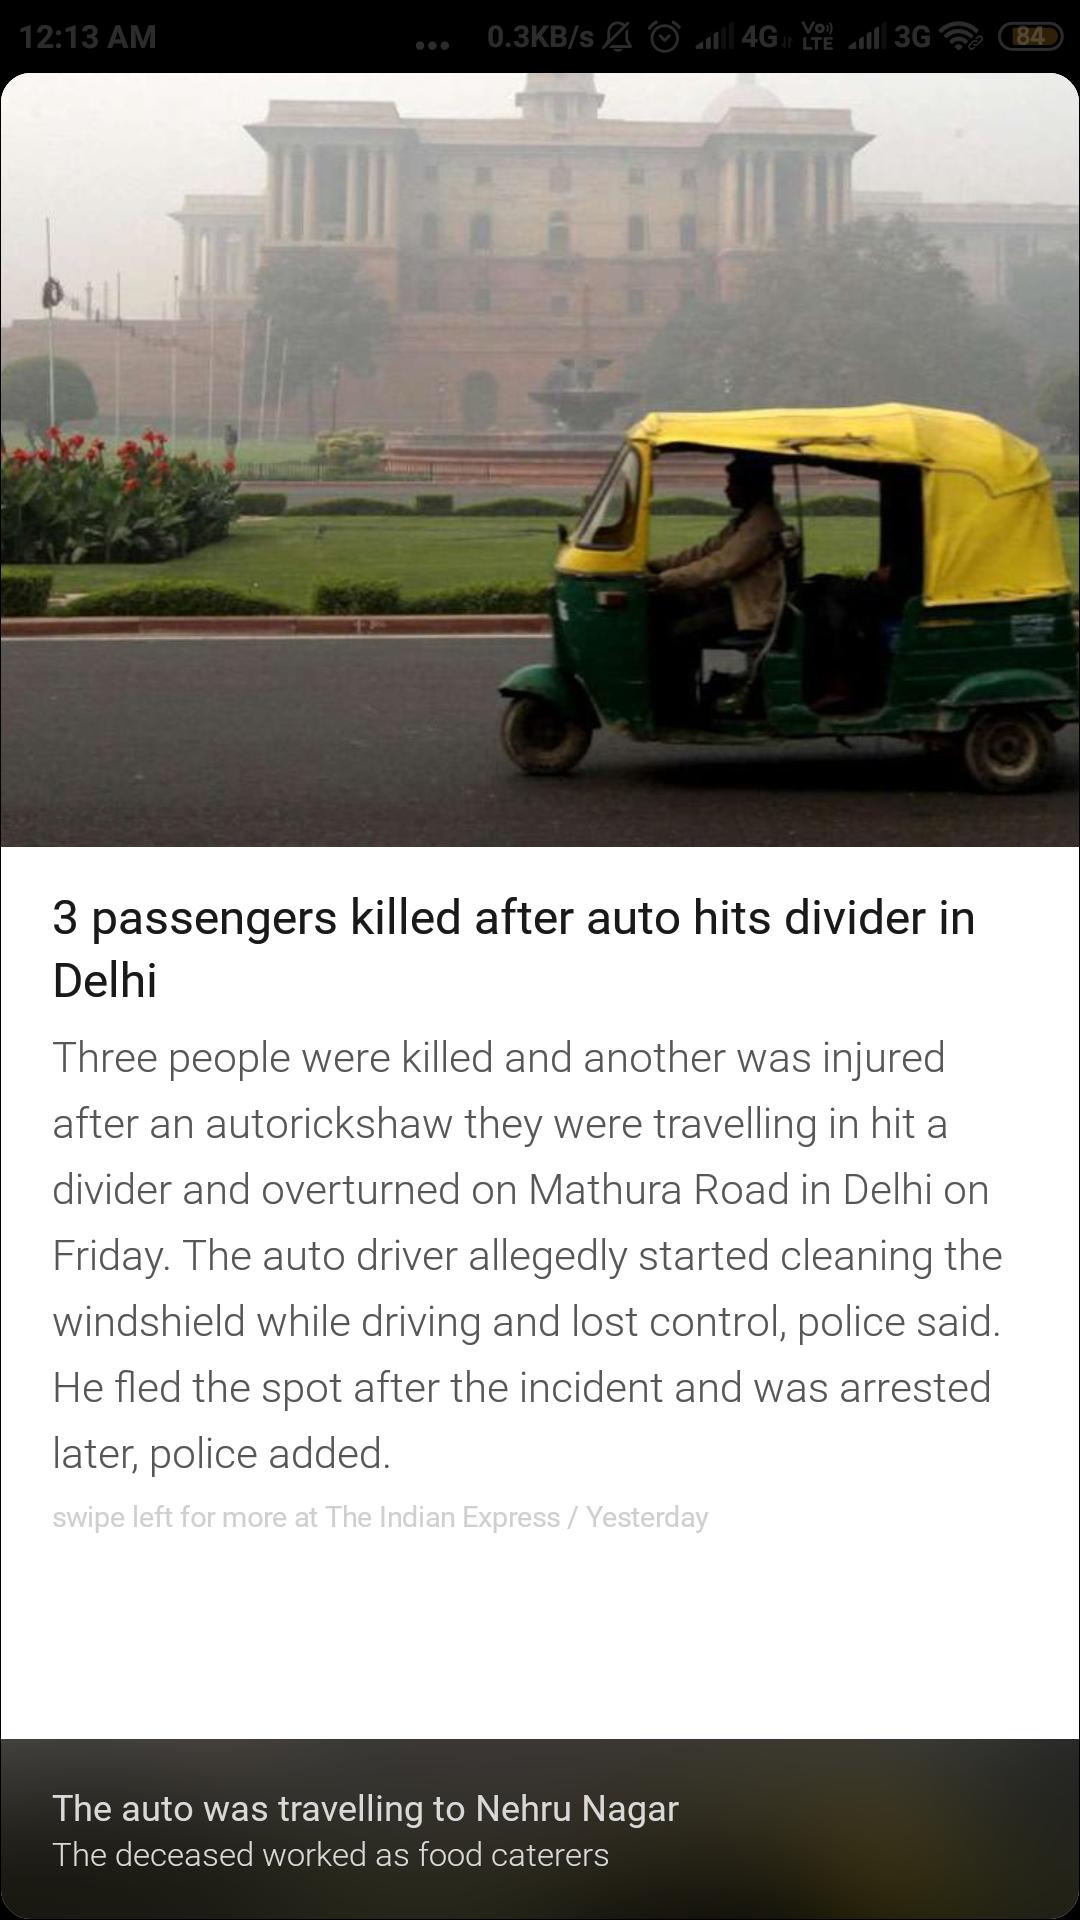 12:13 AM ... 0.3KB/s 4G Vo) LTE 3G 84
3 passengers killed after auto hits divider in
Delhi
Three people were killed and another was injured
after an autorickshaw they were travelling in hit a
divider and overturned on Mathura Road in Delhi on
Friday. The auto driver allegedly started cleaning the
windshield while driving and lost control, police said.
He fled the spot after the incident and was arrested
later, police added.
swipe left for more at The Indian Express / Yesterday
The auto was travelling to Nehru Nagar
The deceased worked as food caterers